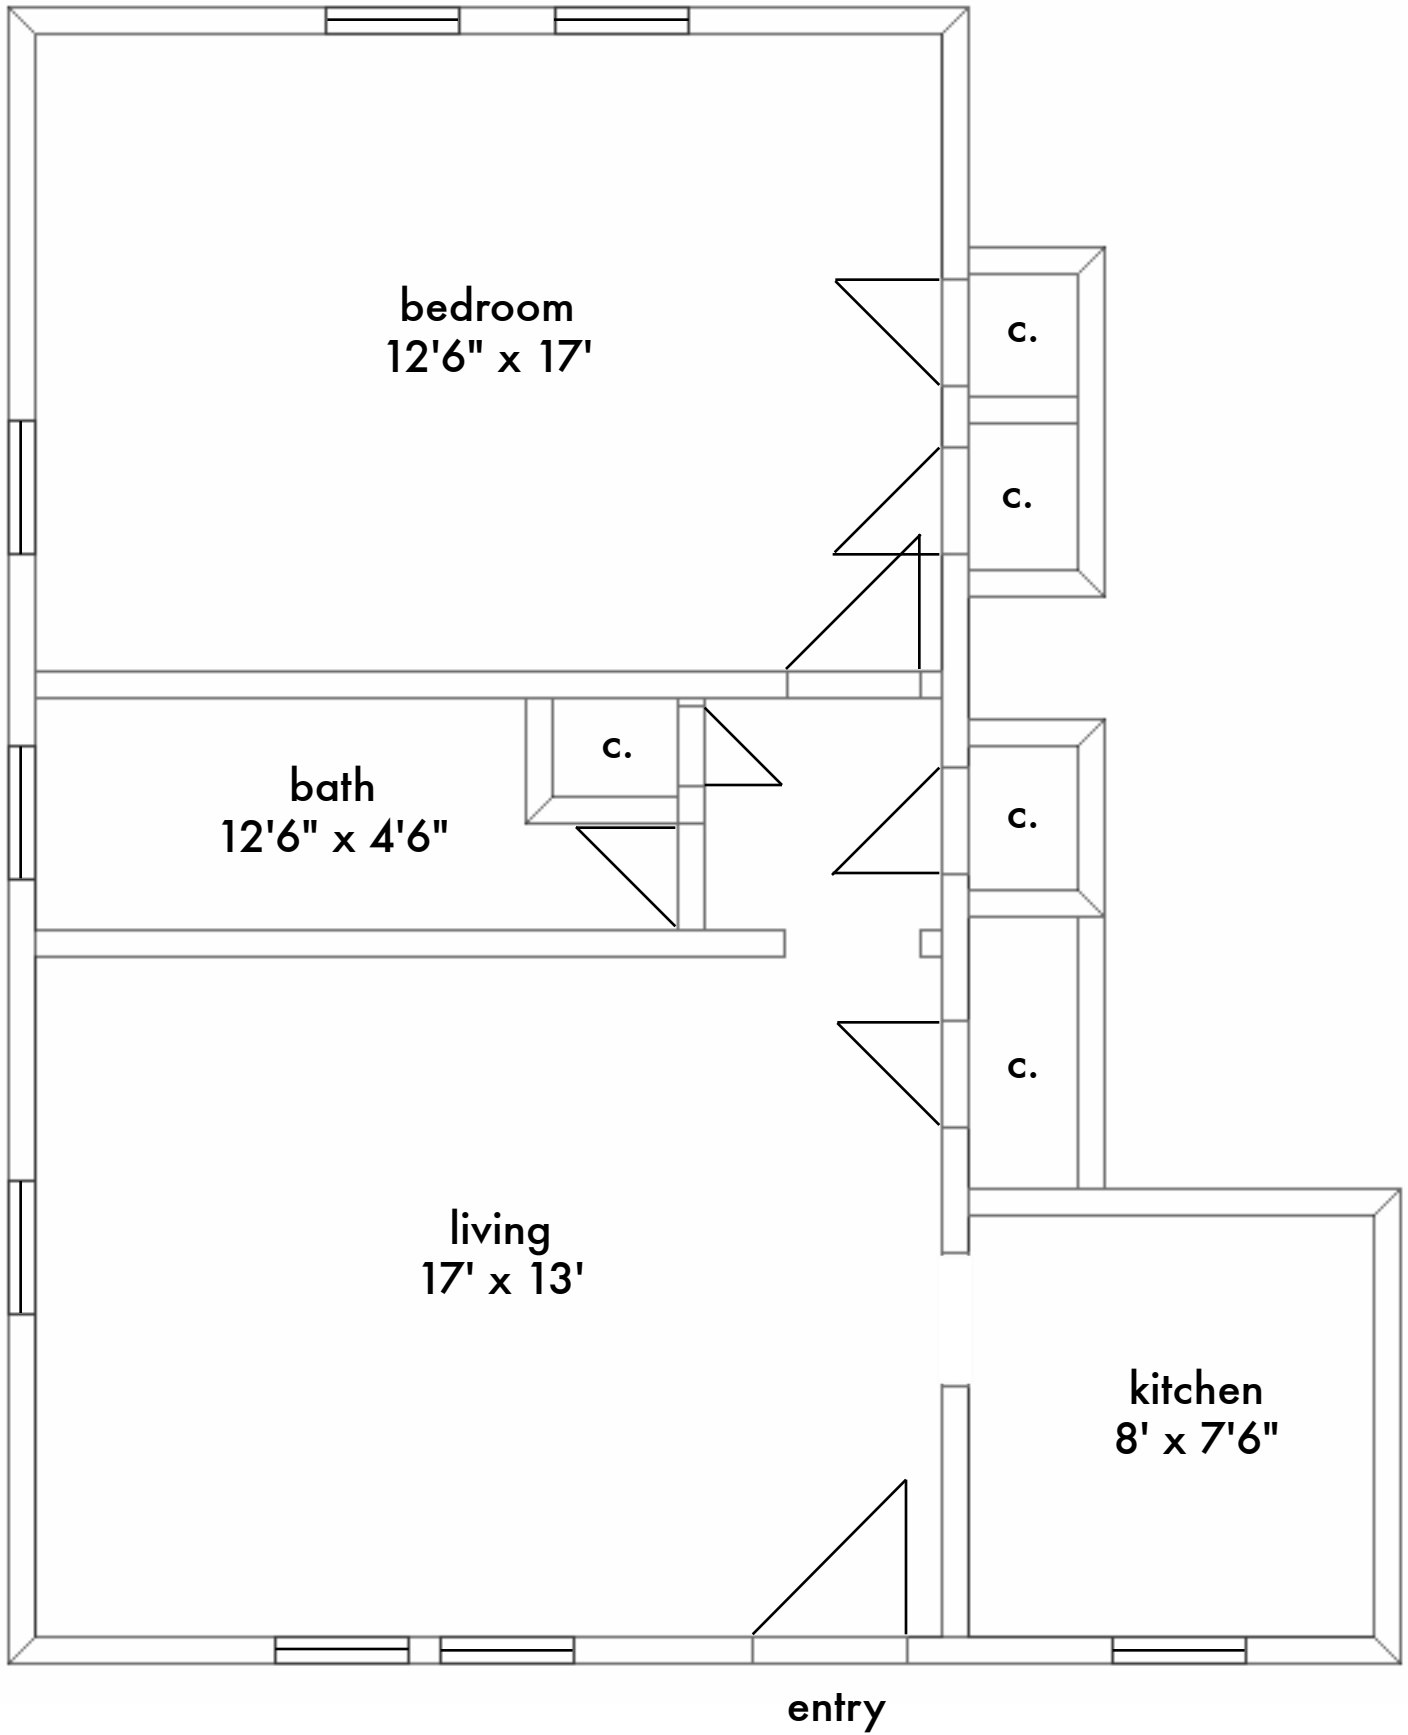 bedroom
12'6" x 17'
c.
c.
c.
bath
12'6" x 4'6"
c.
c.
living
17' x 13'
kitchen
8' x 7'6"
entry